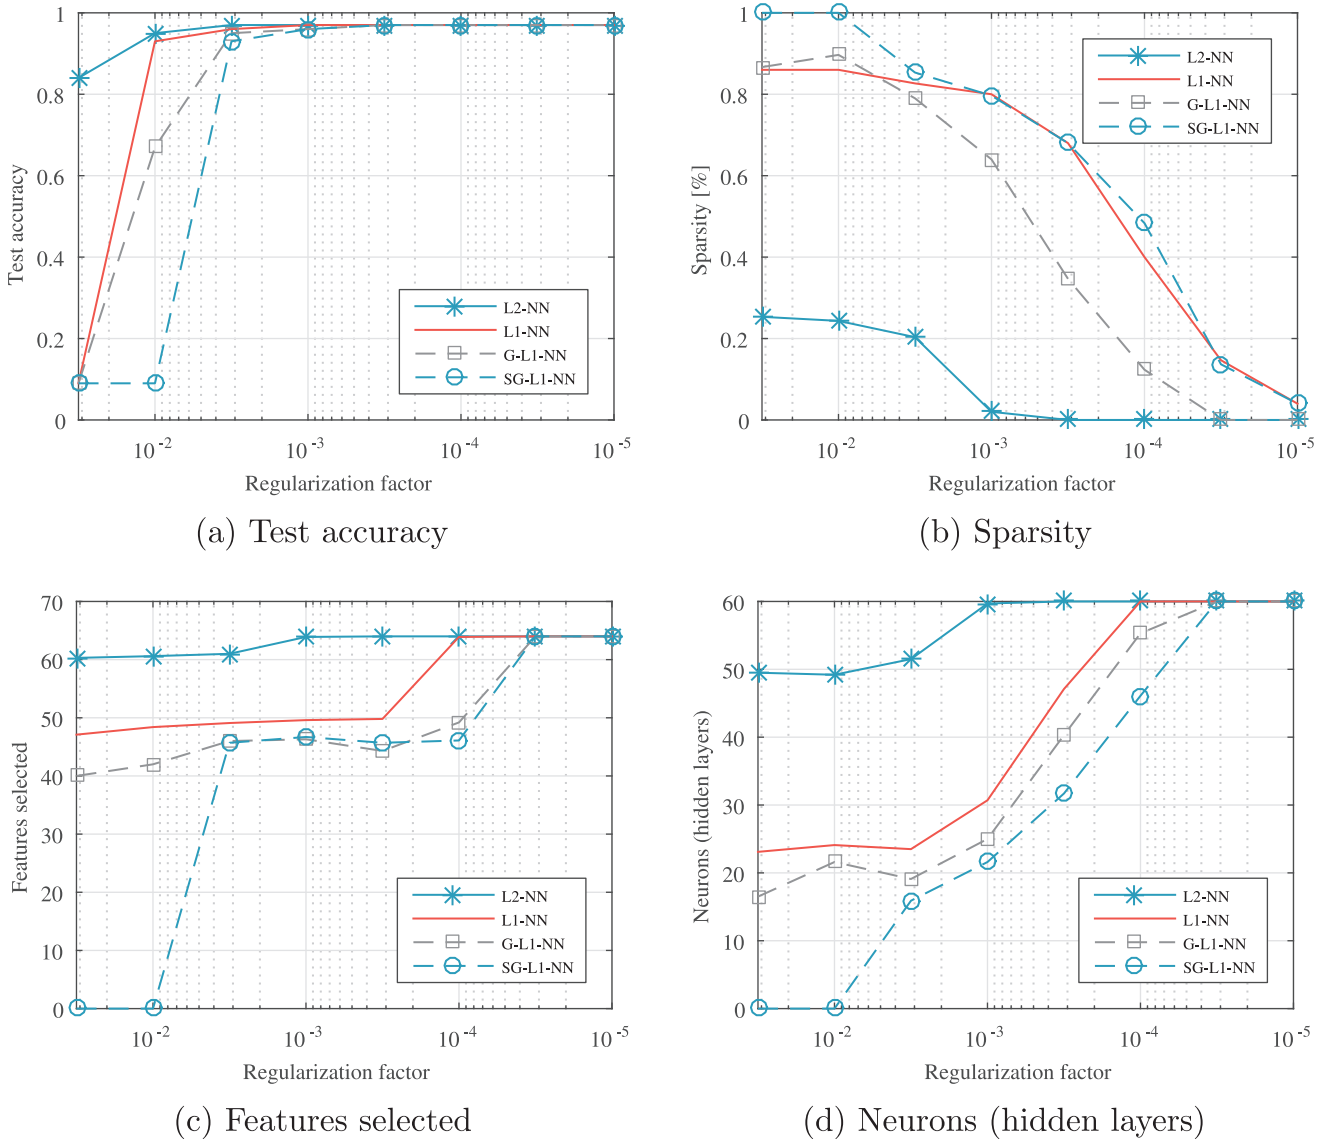 1
0.8
0.6
0.4
0.2
0
Test accuracy
L2-NN
L1-NN
G-L1-NN
SG-L1-NN
10-2
10-3
10-4
10-5
Regularization factor
(a) Test accuracy
1
0.8
0.6
0.4
0.2
0
Sparsity [%]
L2-NN
L1-NN
G-L1-NN
SG-L1-NN
10-2
10-3
10-4
10-5
Regularization factor
(b) Sparsity
70
60
50
40
30
20
10
0
Features selected
L2-NN
L1-NN
G-L1-NN
SG-L1-NN
10-2
10-3
10-4
10-5
Regularization factor
(c) Features selected
60
50
40
30
20
10
0
Neurons (hidden layers)
L2-NN
L1-NN
G-L1-NN
SG-L1-NN
10-2
10-3
10-4
10-5
Regularization factor
(d) Neurons (hidden layers)